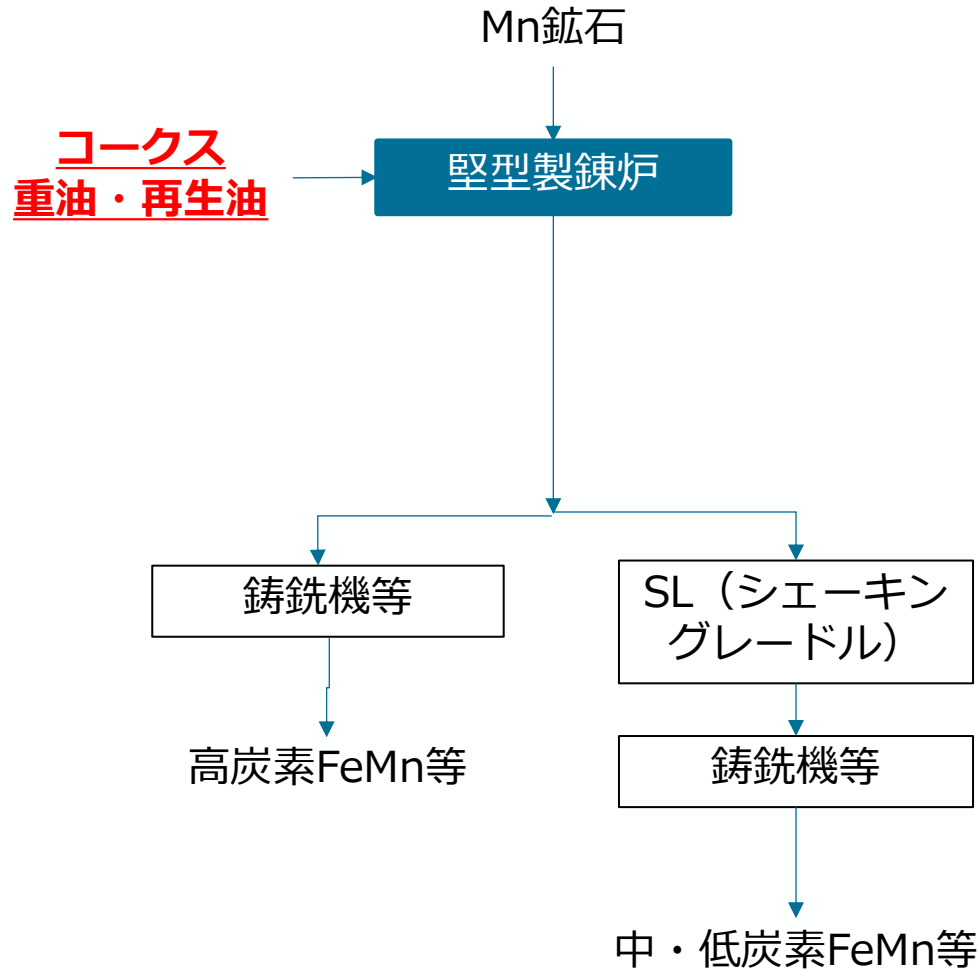 Mn鉱石
コークス
重油・再生油
堅型製錬炉
鋳銑機等
SL（シェーキン
グレードル）
高炭素FeMn等
鋳銑機等
中・低炭素FeMn等